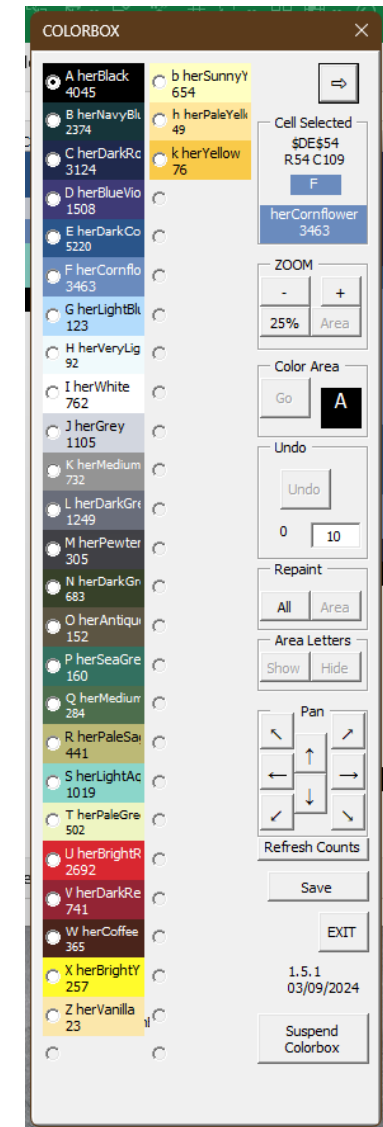 COLORBOX
A herBlack
4045
B herNavyBlu
2374
C herDarkRo
3124
D herBlueVio
1508
E herDarkCo
5220
F herCornflo
3463
G herLightBlu
123
H herVeryLig
92
I herWhite
762
J herGrey
1105
K herMedium
732
L herDarkGre
1249
M herPewter
305
N herDarkGr
683
O herAntiqu
152
P herSeaGre
160
Q herMedium
284
R herPaleSa
441
S herLightAc
1019
T herPaleGre
502
U herBrightR
2692
V herDarkRe
741
W herCoffee
365
X herBrightY
257
Z herVanilla
23
b herSunnyY
654
h herPaleYell
49
k herYellow
76
⇨
Cell Selected
$DE$54
R54 C109
F
herCornflower
3463
ZOOM
- +
25% Area
Color Area
Go A
Undo
Undo
0 10
Repaint
All Area
Area Letters
Show Hide
Pan
↖ ↑ ↗
← →
↙ ↓ ↘
Refresh Counts
Save
EXIT
1.5.1
03/09/2024
Suspend
Colorbox